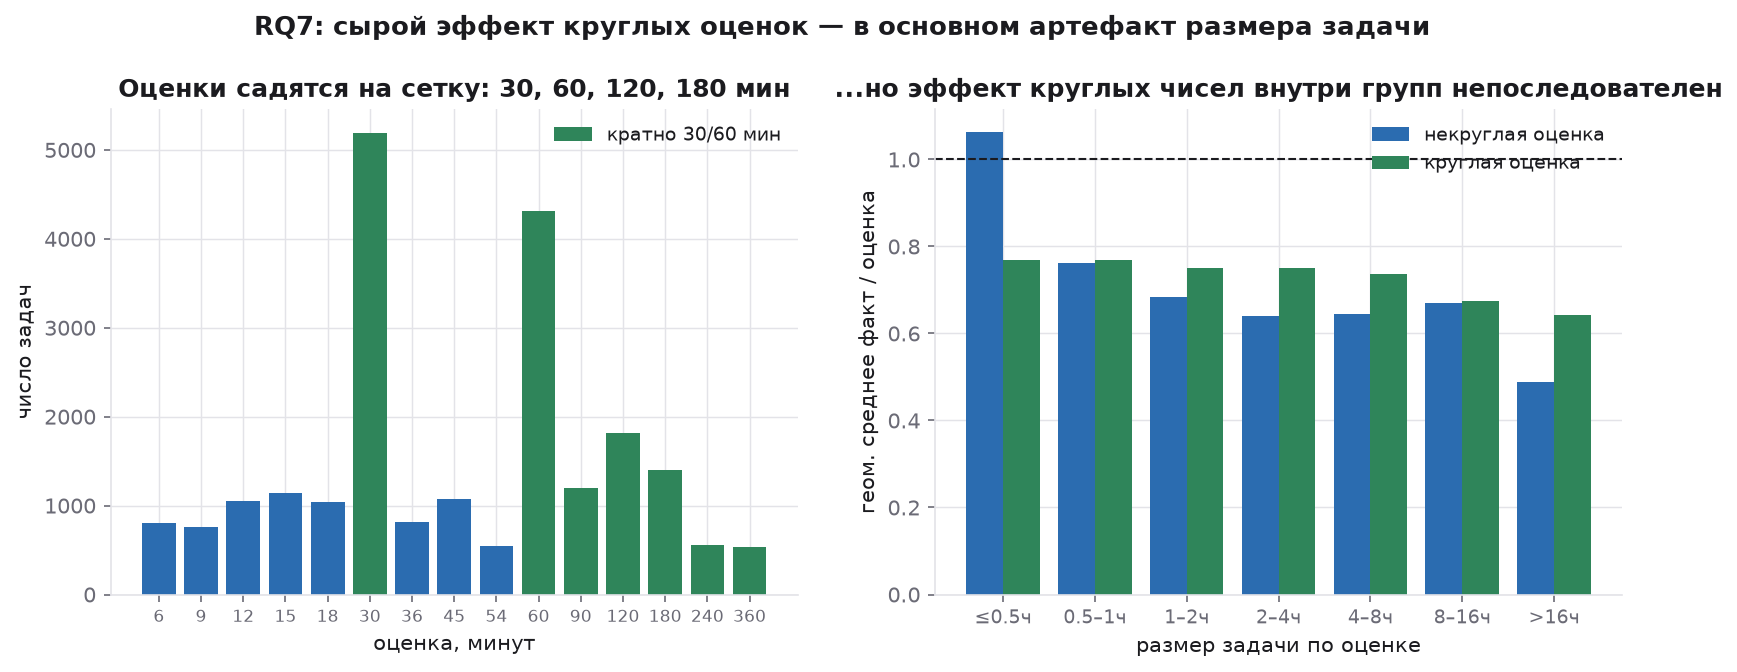 RQ7: сырой эффект круглых оценок — в основном артефакт размера задачи
Оценки садятся на сетку: 30, 60, 120, 180 мин
кратно 30/60 мин
число задач
5000
4000
3000
2000
1000
0
6 9 12 15 18 30 36 45 54 60 90 120 180 240 360
оценка, минут
...но эффект круглых чисел внутри групп непоследователен
некруглая оценка
круглая оценка
геом. среднее факт / оценка
1.0
0.8
0.6
0.4
0.2
0.0
≤0.5ч 0.5–1ч 1–2ч 2–4ч 4–8ч 8–16ч >16ч
размер задачи по оценке